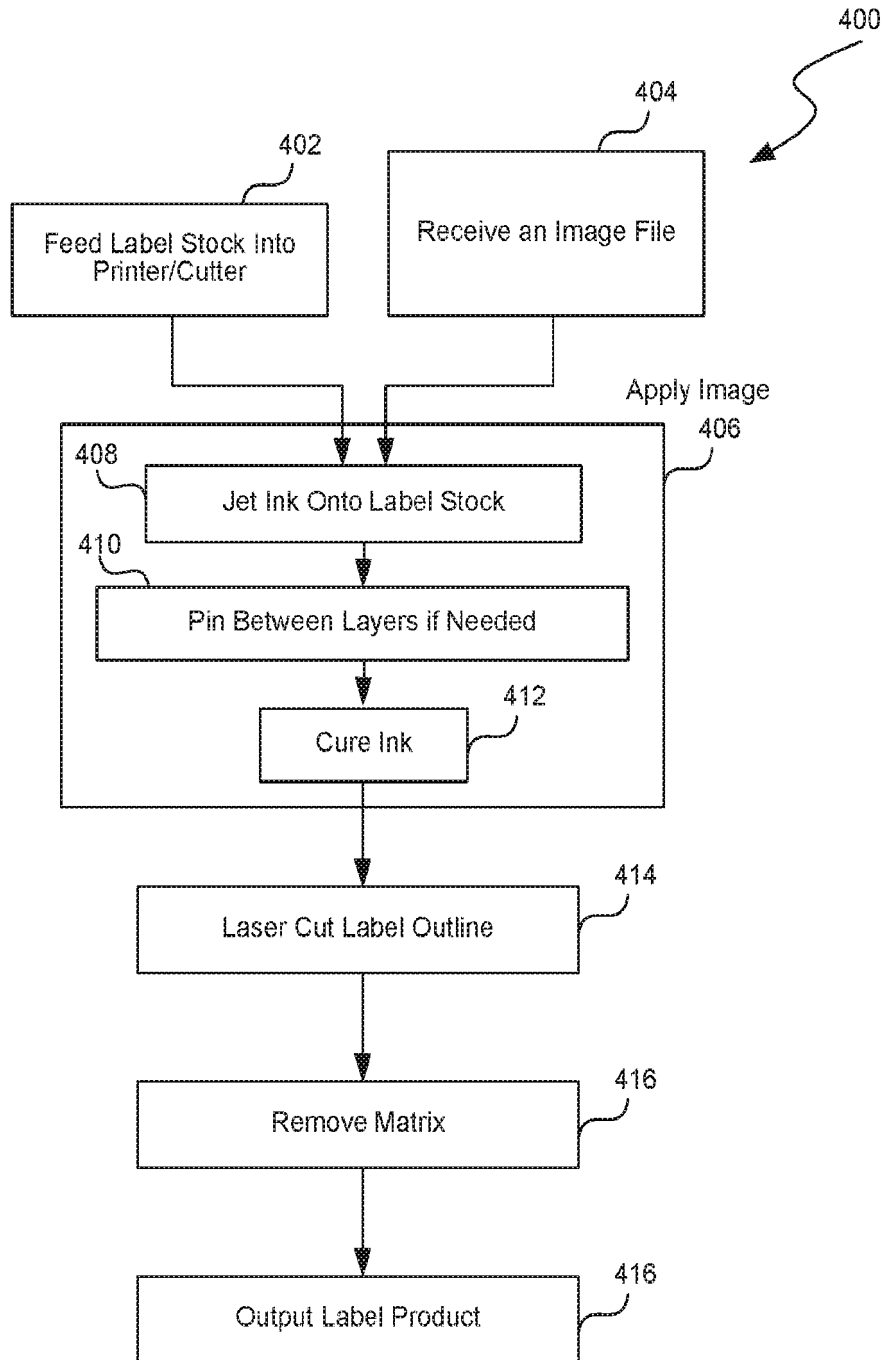 400
404
402
Feed Label Stock Into
Printer/Cutter
Receive an Image File
Apply Image
406
408
Jet Ink Onto Label Stock
410
Pin Between Layers if Needed
412
Cure Ink
414
Laser Cut Label Outline
416
Remove Matrix
416
Output Label Product